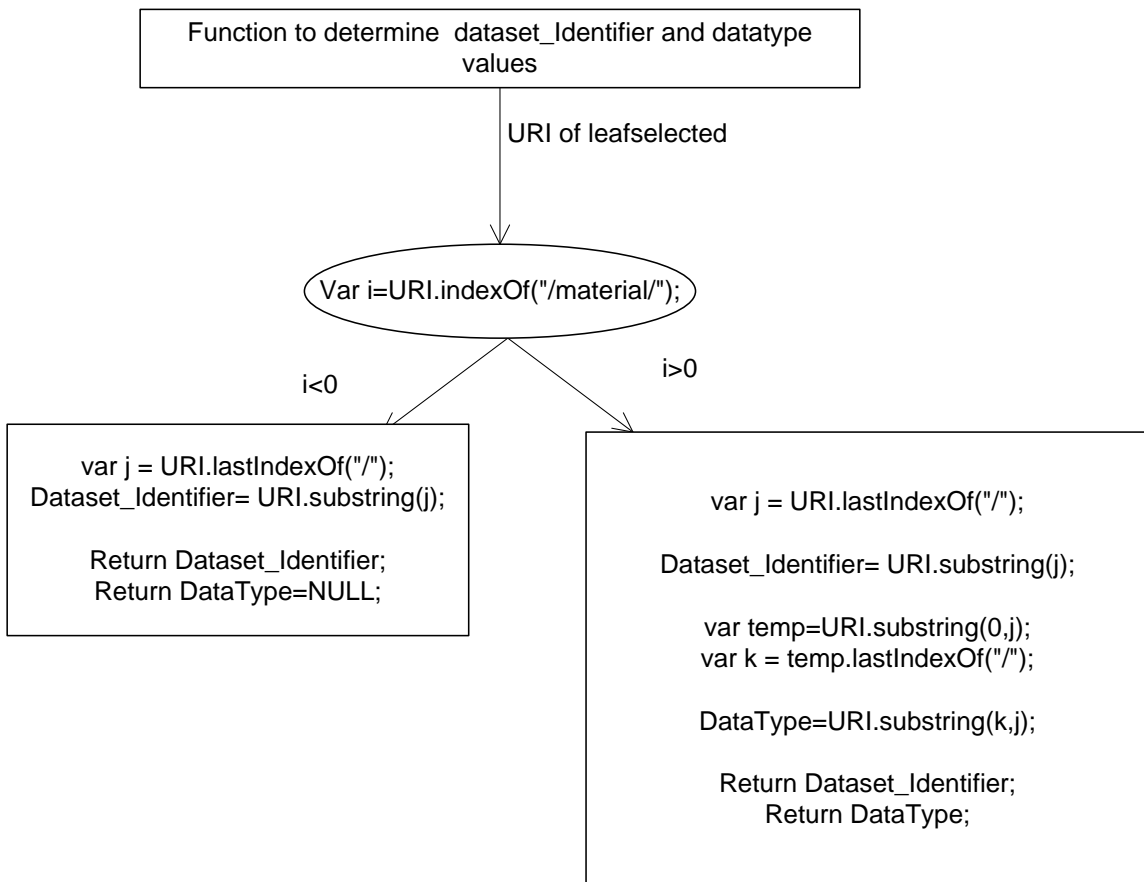 Function to determine dataset_Identifier and datatype
values
URI of leafselected
Var i=URI.indexOf("/material/");
i<0
i>0
var j = URI.lastIndexOf("/");
Dataset_Identifier= URI.substring(j);
Return Dataset_Identifier;
Return DataType=NULL;
var j = URI.lastIndexOf("/");
Dataset_Identifier= URI.substring(j);
var temp=URI.substring(0,j);
var k = temp.lastIndexOf("/");
DataType=URI.substring(k,j);
Return Dataset_Identifier;
Return DataType;